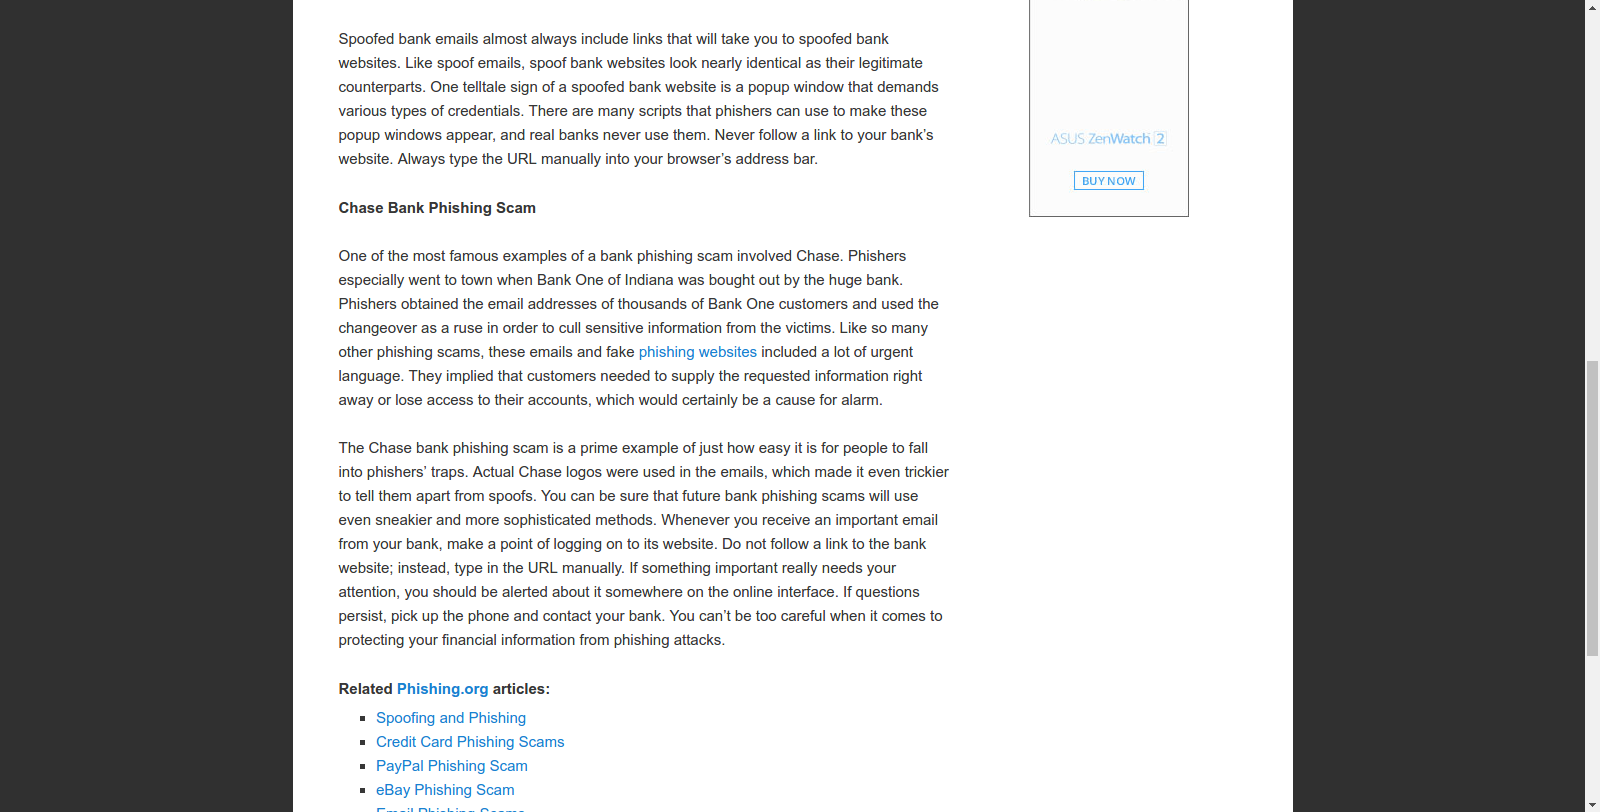 Spoofed bank emails almost always include links that will take you to spoofed bank
websites. Like spoof emails, spoof bank websites look nearly identical as their legitimate
counterparts. One telltale sign of a spoofed bank website is a popup window that demands
various types of credentials. There are many scripts that phishers can use to make these
popup windows appear, and real banks never use them. Never follow a link to your bank’s
website. Always type the URL manually into your browser’s address bar.
Chase Bank Phishing Scam
One of the most famous examples of a bank phishing scam involved Chase. Phishers
especially went to town when Bank One of Indiana was bought out by the huge bank.
Phishers obtained the email addresses of thousands of Bank One customers and used the
changeover as a ruse in order to cull sensitive information from the victims. Like so many
other phishing scams, these emails and fake phishing websites included a lot of urgent
language. They implied that customers needed to supply the requested information right
away or lose access to their accounts, which would certainly be a cause for alarm.
The Chase bank phishing scam is a prime example of just how easy it is for people to fall
into phishers’ traps. Actual Chase logos were used in the emails, which made it even trickier
to tell them apart from spoofs. You can be sure that future bank phishing scams will use
even sneakier and more sophisticated methods. Whenever you receive an important email
from your bank, make a point of logging on to its website. Do not follow a link to the bank
website; instead, type in the URL manually. If something important really needs your
attention, you should be alerted about it somewhere on the online interface. If questions
persist, pick up the phone and contact your bank. You can’t be too careful when it comes to
protecting your financial information from phishing attacks.
Related Phishing.org articles:
Spoofing and Phishing
Credit Card Phishing Scams
PayPal Phishing Scam
eBay Phishing Scam
Email Phishing Scams
ASUS ZenWatch 2
BUY NOW